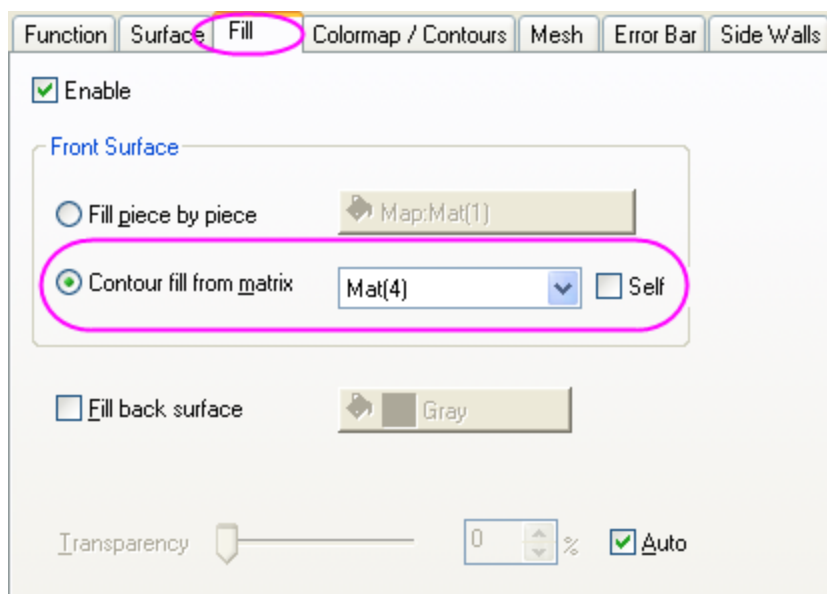 Function Surface Fill Colormap / Contours Mesh Error Bar Side Walls
Enable
Front Surface
Fill piece by piece Map:Mat(1)
Contour fill from matrix Mat(4) Self
Fill back surface Gray
Transparency 0 % Auto